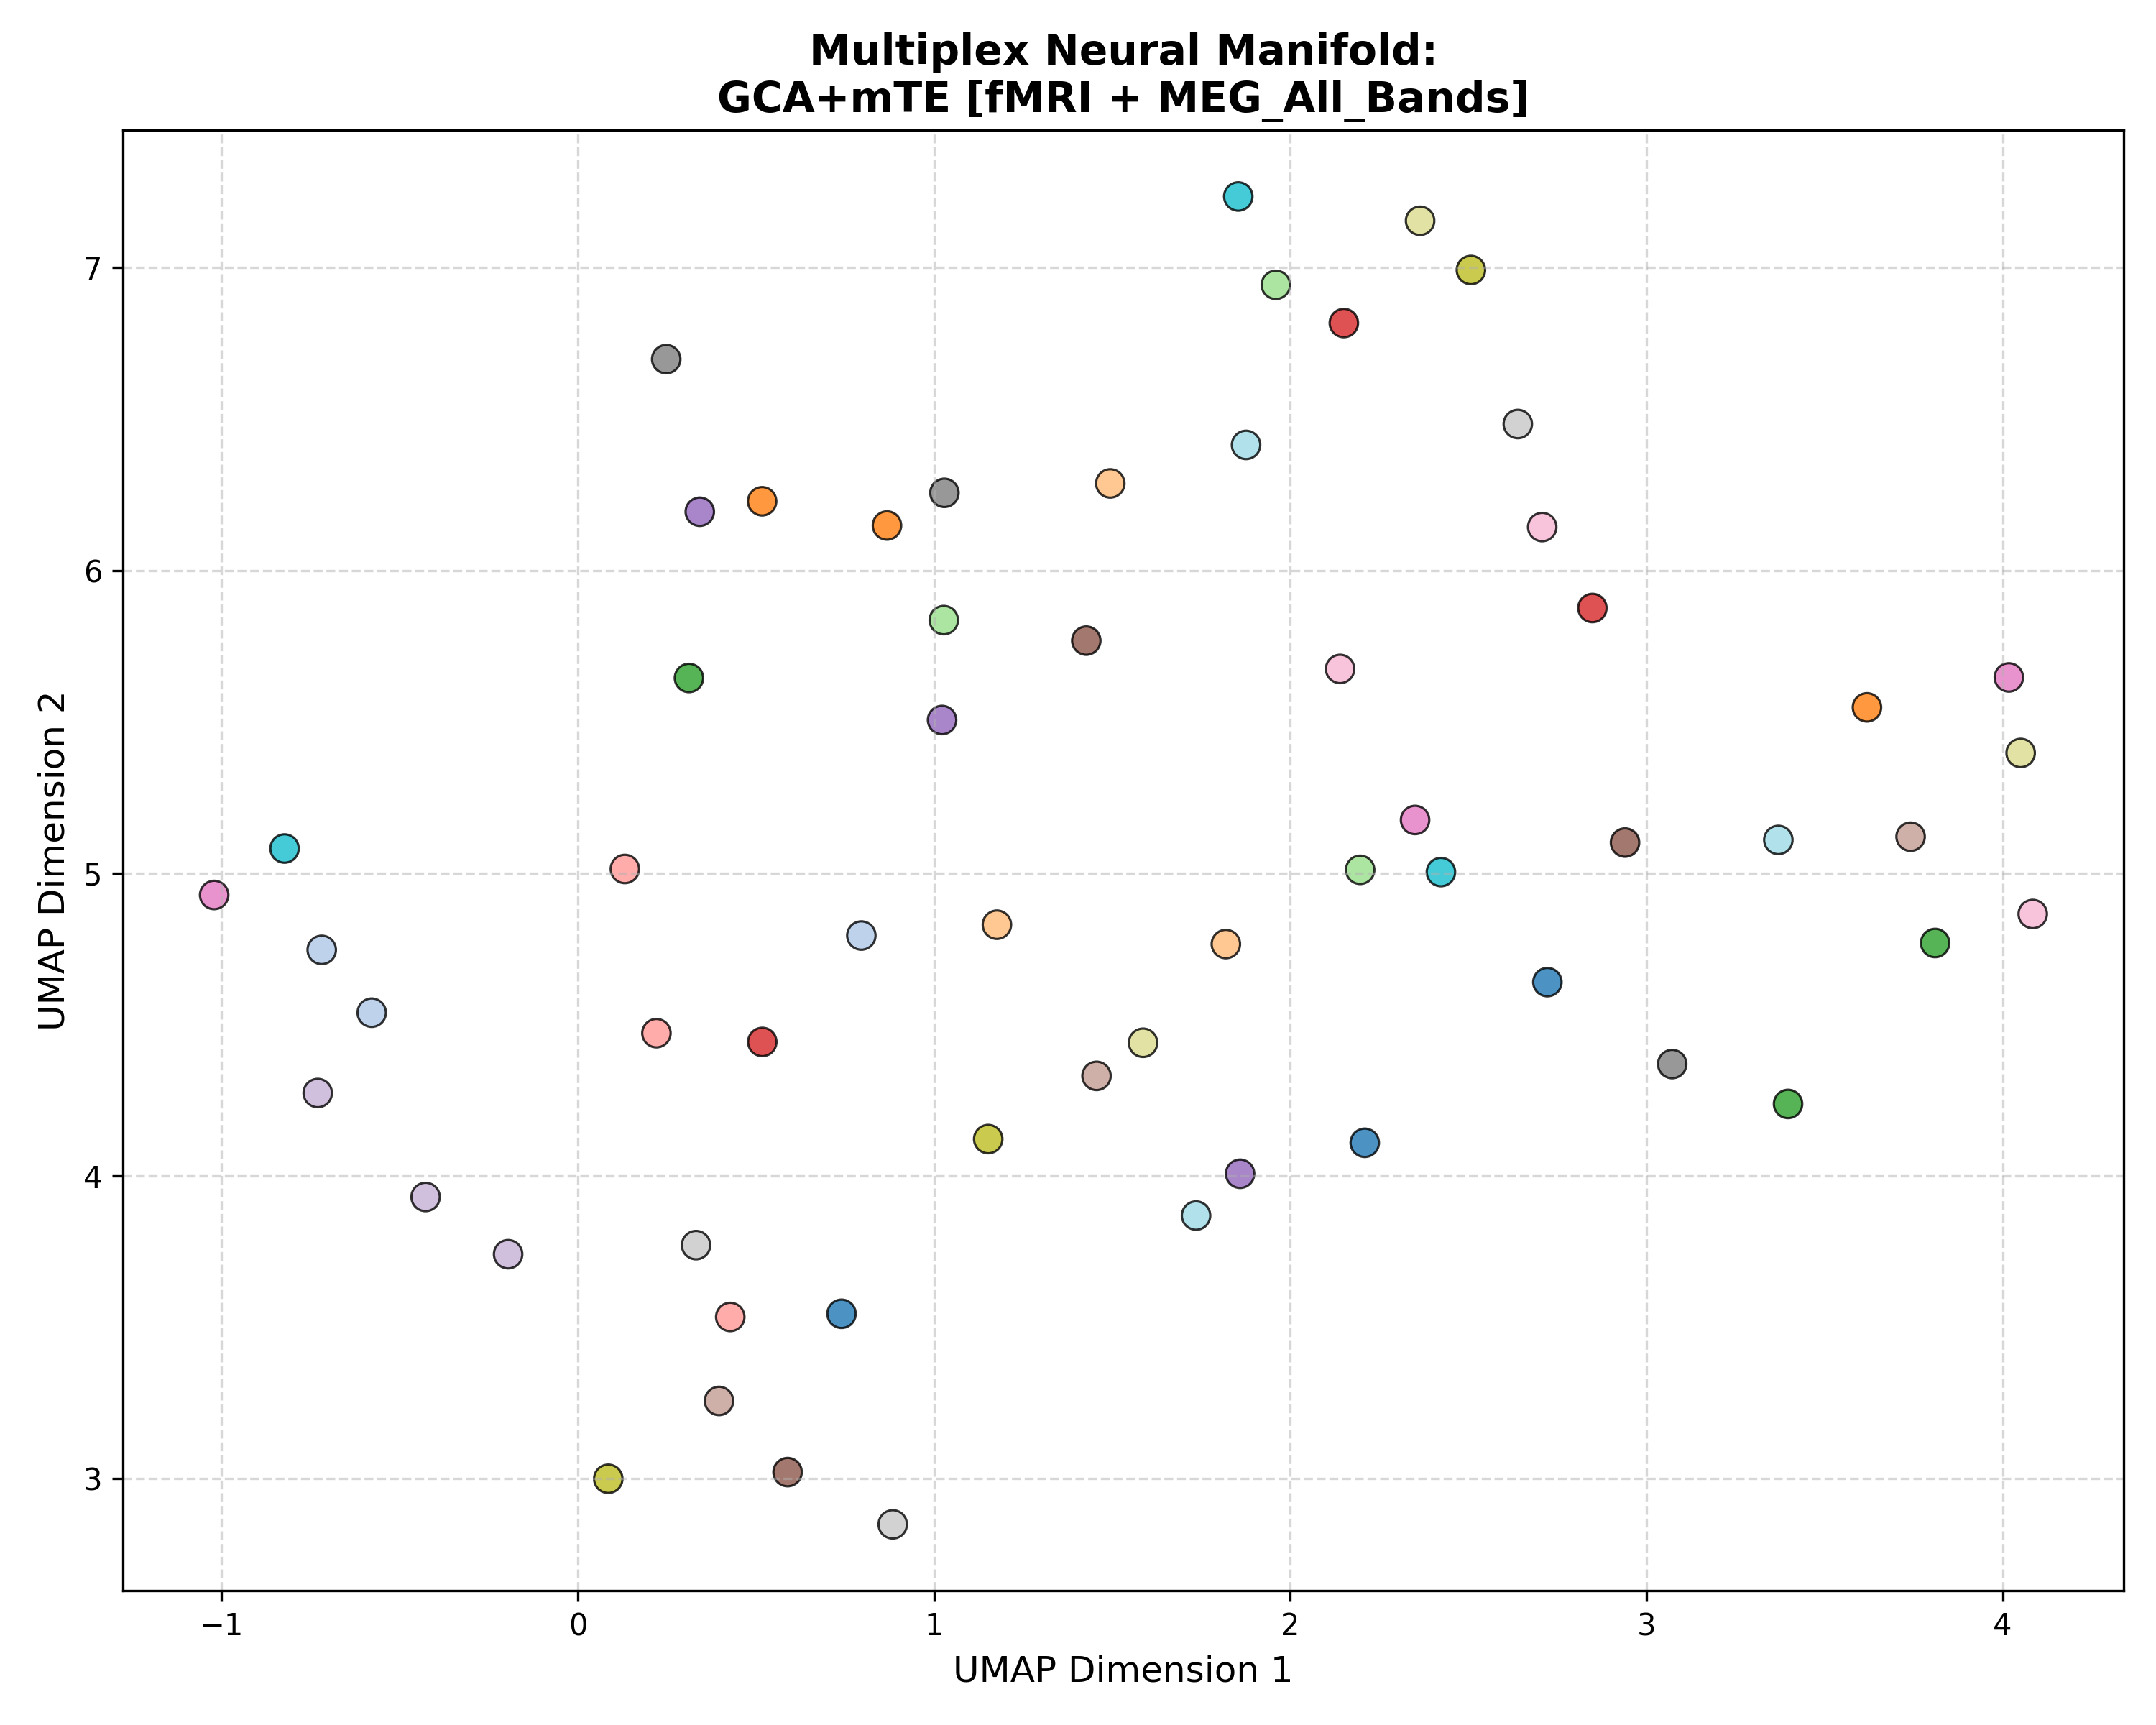 Multiplex Neural Manifold:
GCA+mTE [fMRI + MEG_All_Bands]
UMAP Dimension 2
7
6
5
4
3
−1 0 1 2 3 4
UMAP Dimension 1